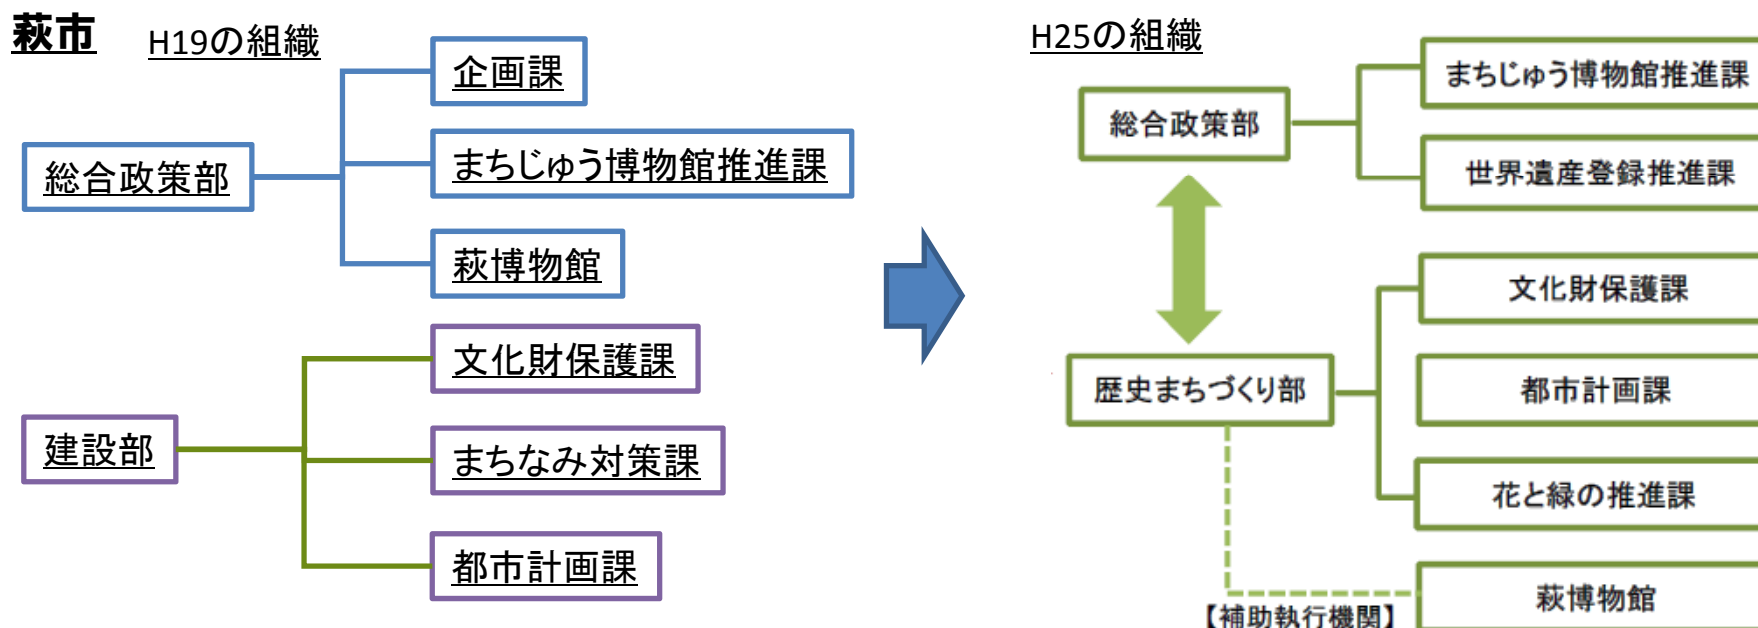 萩市
H19の組織
総合政策部
企画課
まちじゅう博物館推進課
萩博物館
建設部
文化財保護課
まちなみ対策課
都市計画課
H25の組織
総合政策部
まちじゅう博物館推進課
世界遺産登録推進課
歴史まちづくり部
文化財保護課
都市計画課
花と緑の推進課
萩博物館
【補助執行機関】